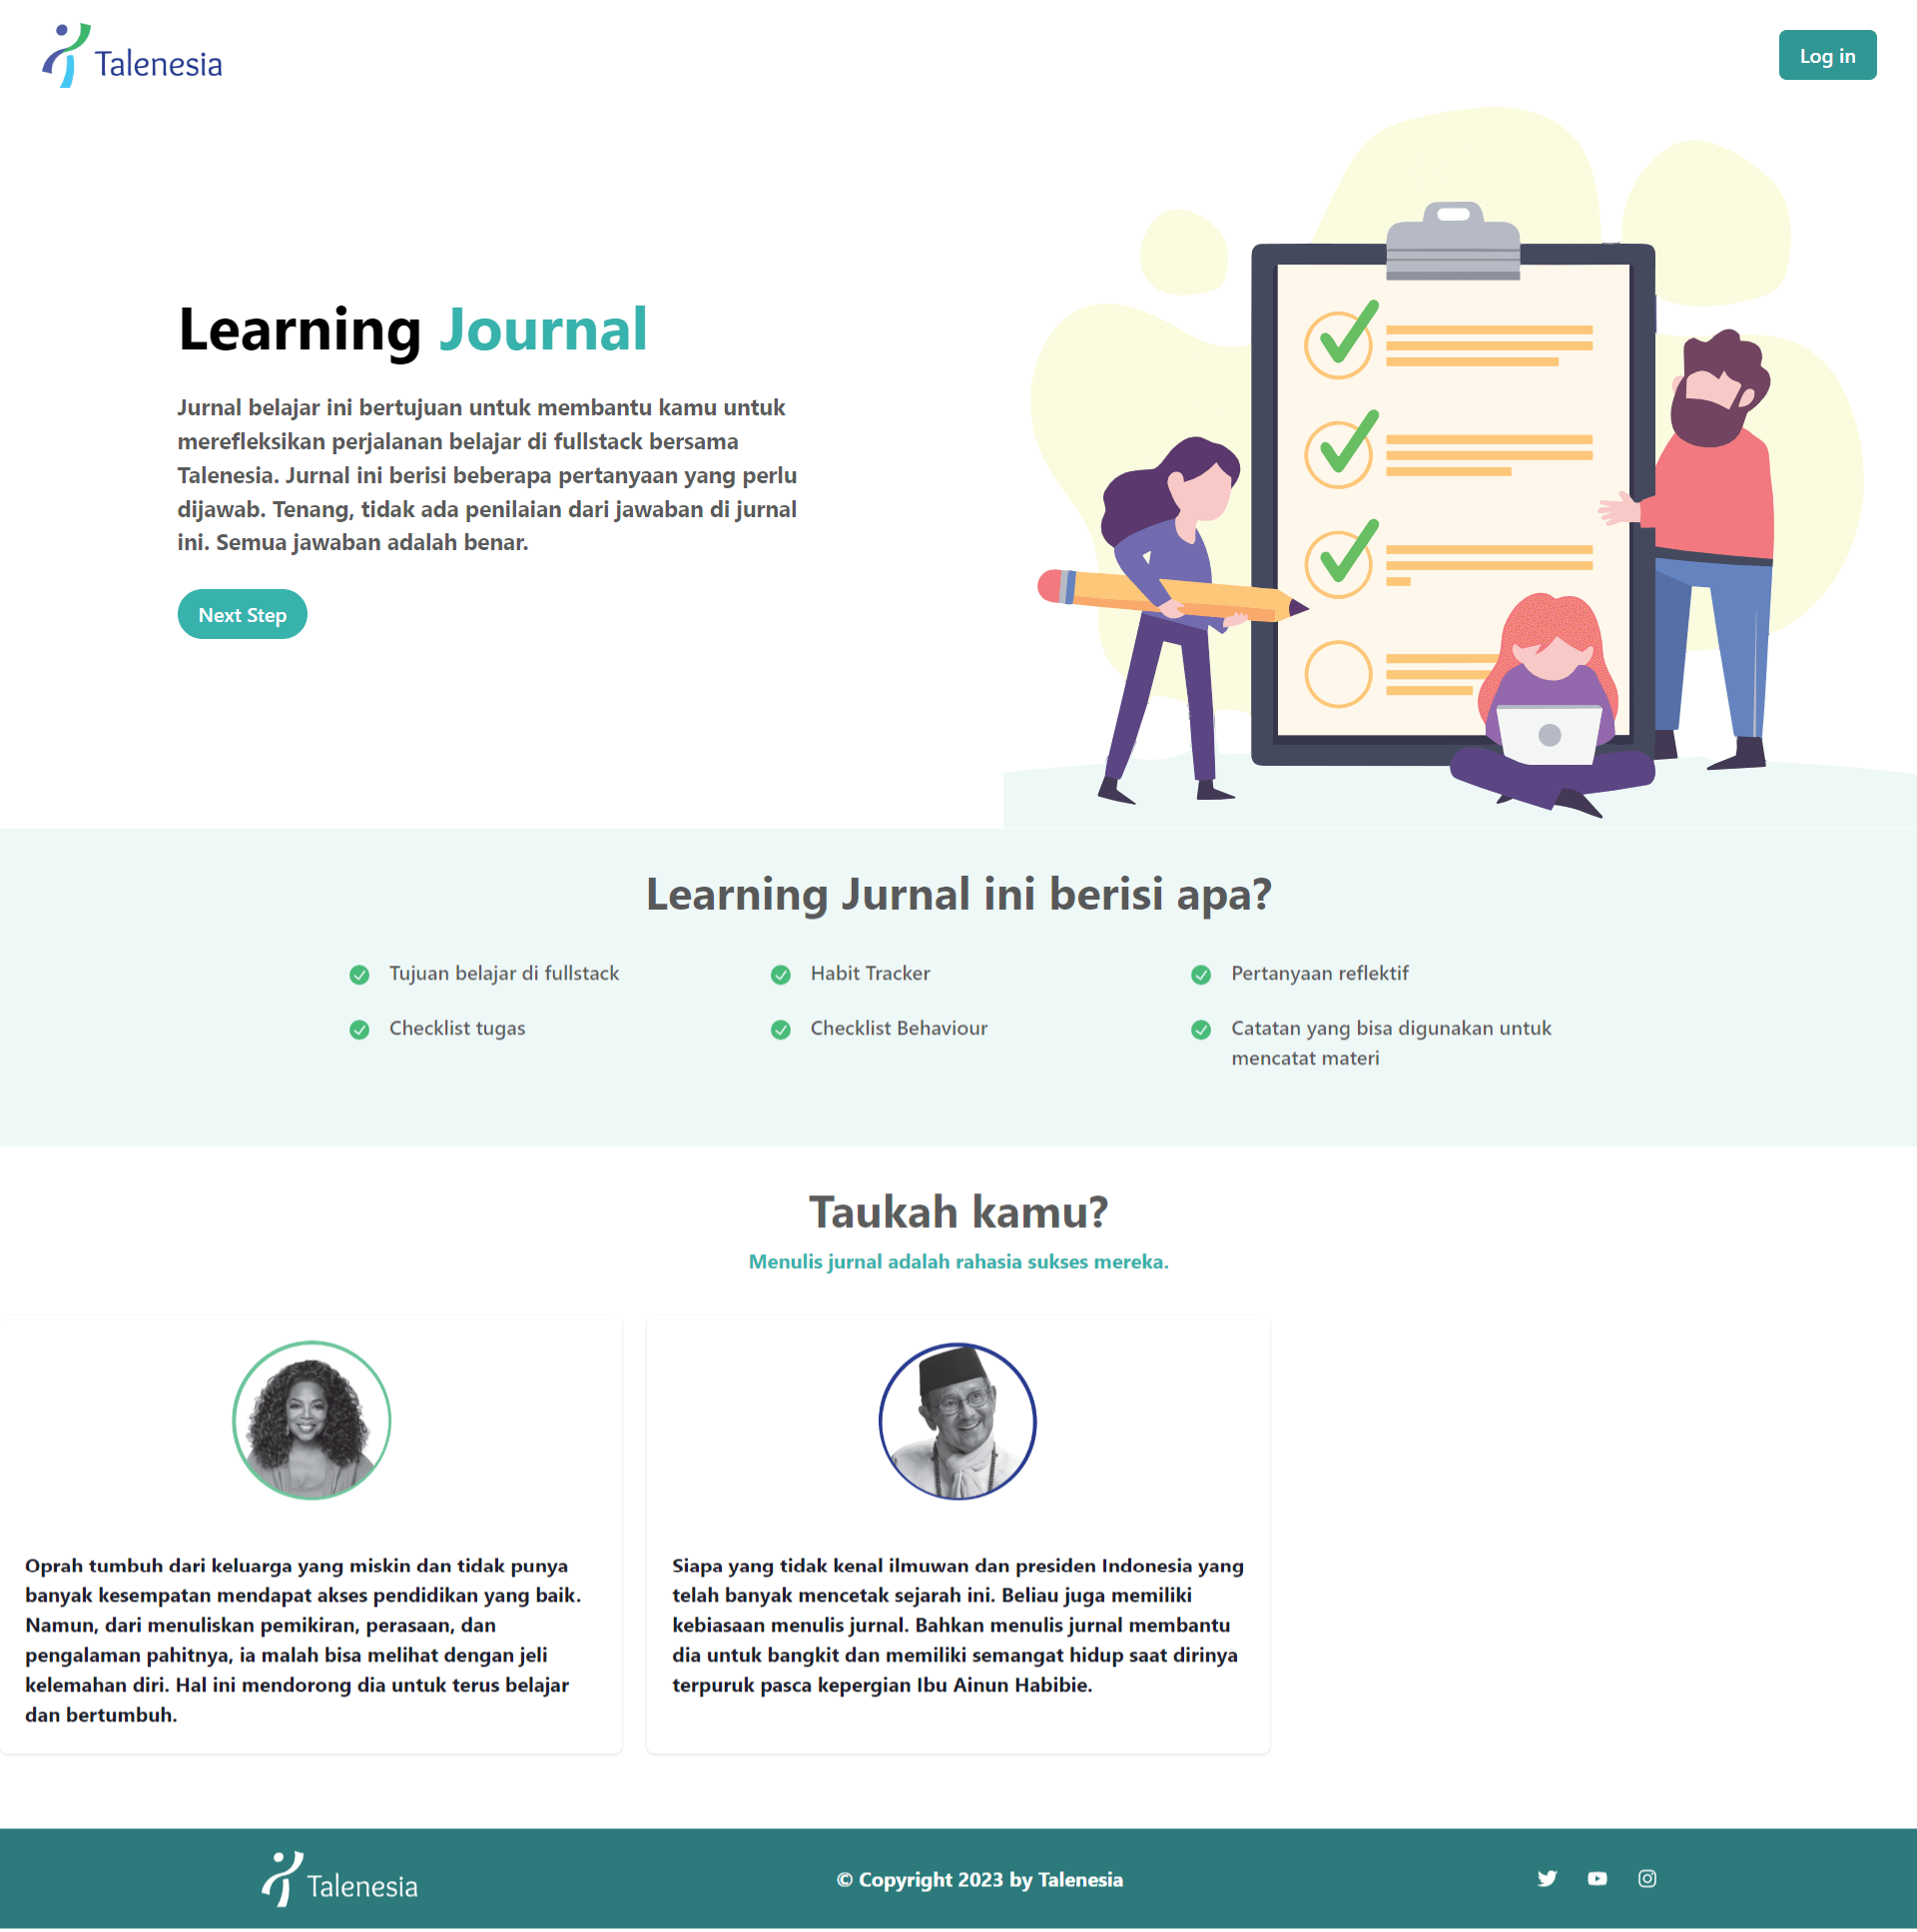 Talenesia
Log in
Learning Journal
Jurnal belajar ini bertujuan untuk membantu kamu untuk
merefleksikan perjalanan belajar di fullstack bersama
Talenesia. Jurnal ini berisi beberapa pertanyaan yang perlu
dijawab. Tenang, tidak ada penilaian dari jawaban di jurnal
ini. Semua jawaban adalah benar.
Next Step
Learning Jurnal ini berisi apa?
Tujuan belajar di fullstack
Habit Tracker
Pertanyaan reflektif
Checklist tugas
Checklist Behaviour
Catatan yang bisa digunakan untuk
mencatat materi
Taukah kamu?
Menulis jurnal adalah rahasia sukses mereka.
Oprah tumbuh dari keluarga yang miskin dan tidak punya
banyak kesempatan mendapat akses pendidikan yang baik.
Namun, dari menuliskan pemikiran, perasaan, dan
pengalaman pahitnya, ia malah bisa melihat dengan jeli
kelemahan diri. Hal ini mendorong dia untuk terus belajar
dan bertumbuh.
Siapa yang tidak kenal ilmuwan dan presiden Indonesia yang
telah banyak mencetak sejarah ini. Beliau juga memiliki
kebiasaan menulis jurnal. Bahkan menulis jurnal membantu
dia untuk bangkit dan memiliki semangat hidup saat dirinya
terpuruk pasca kepergian Ibu Ainun Habibie.
Talenesia
© Copyright 2023 by Talenesia